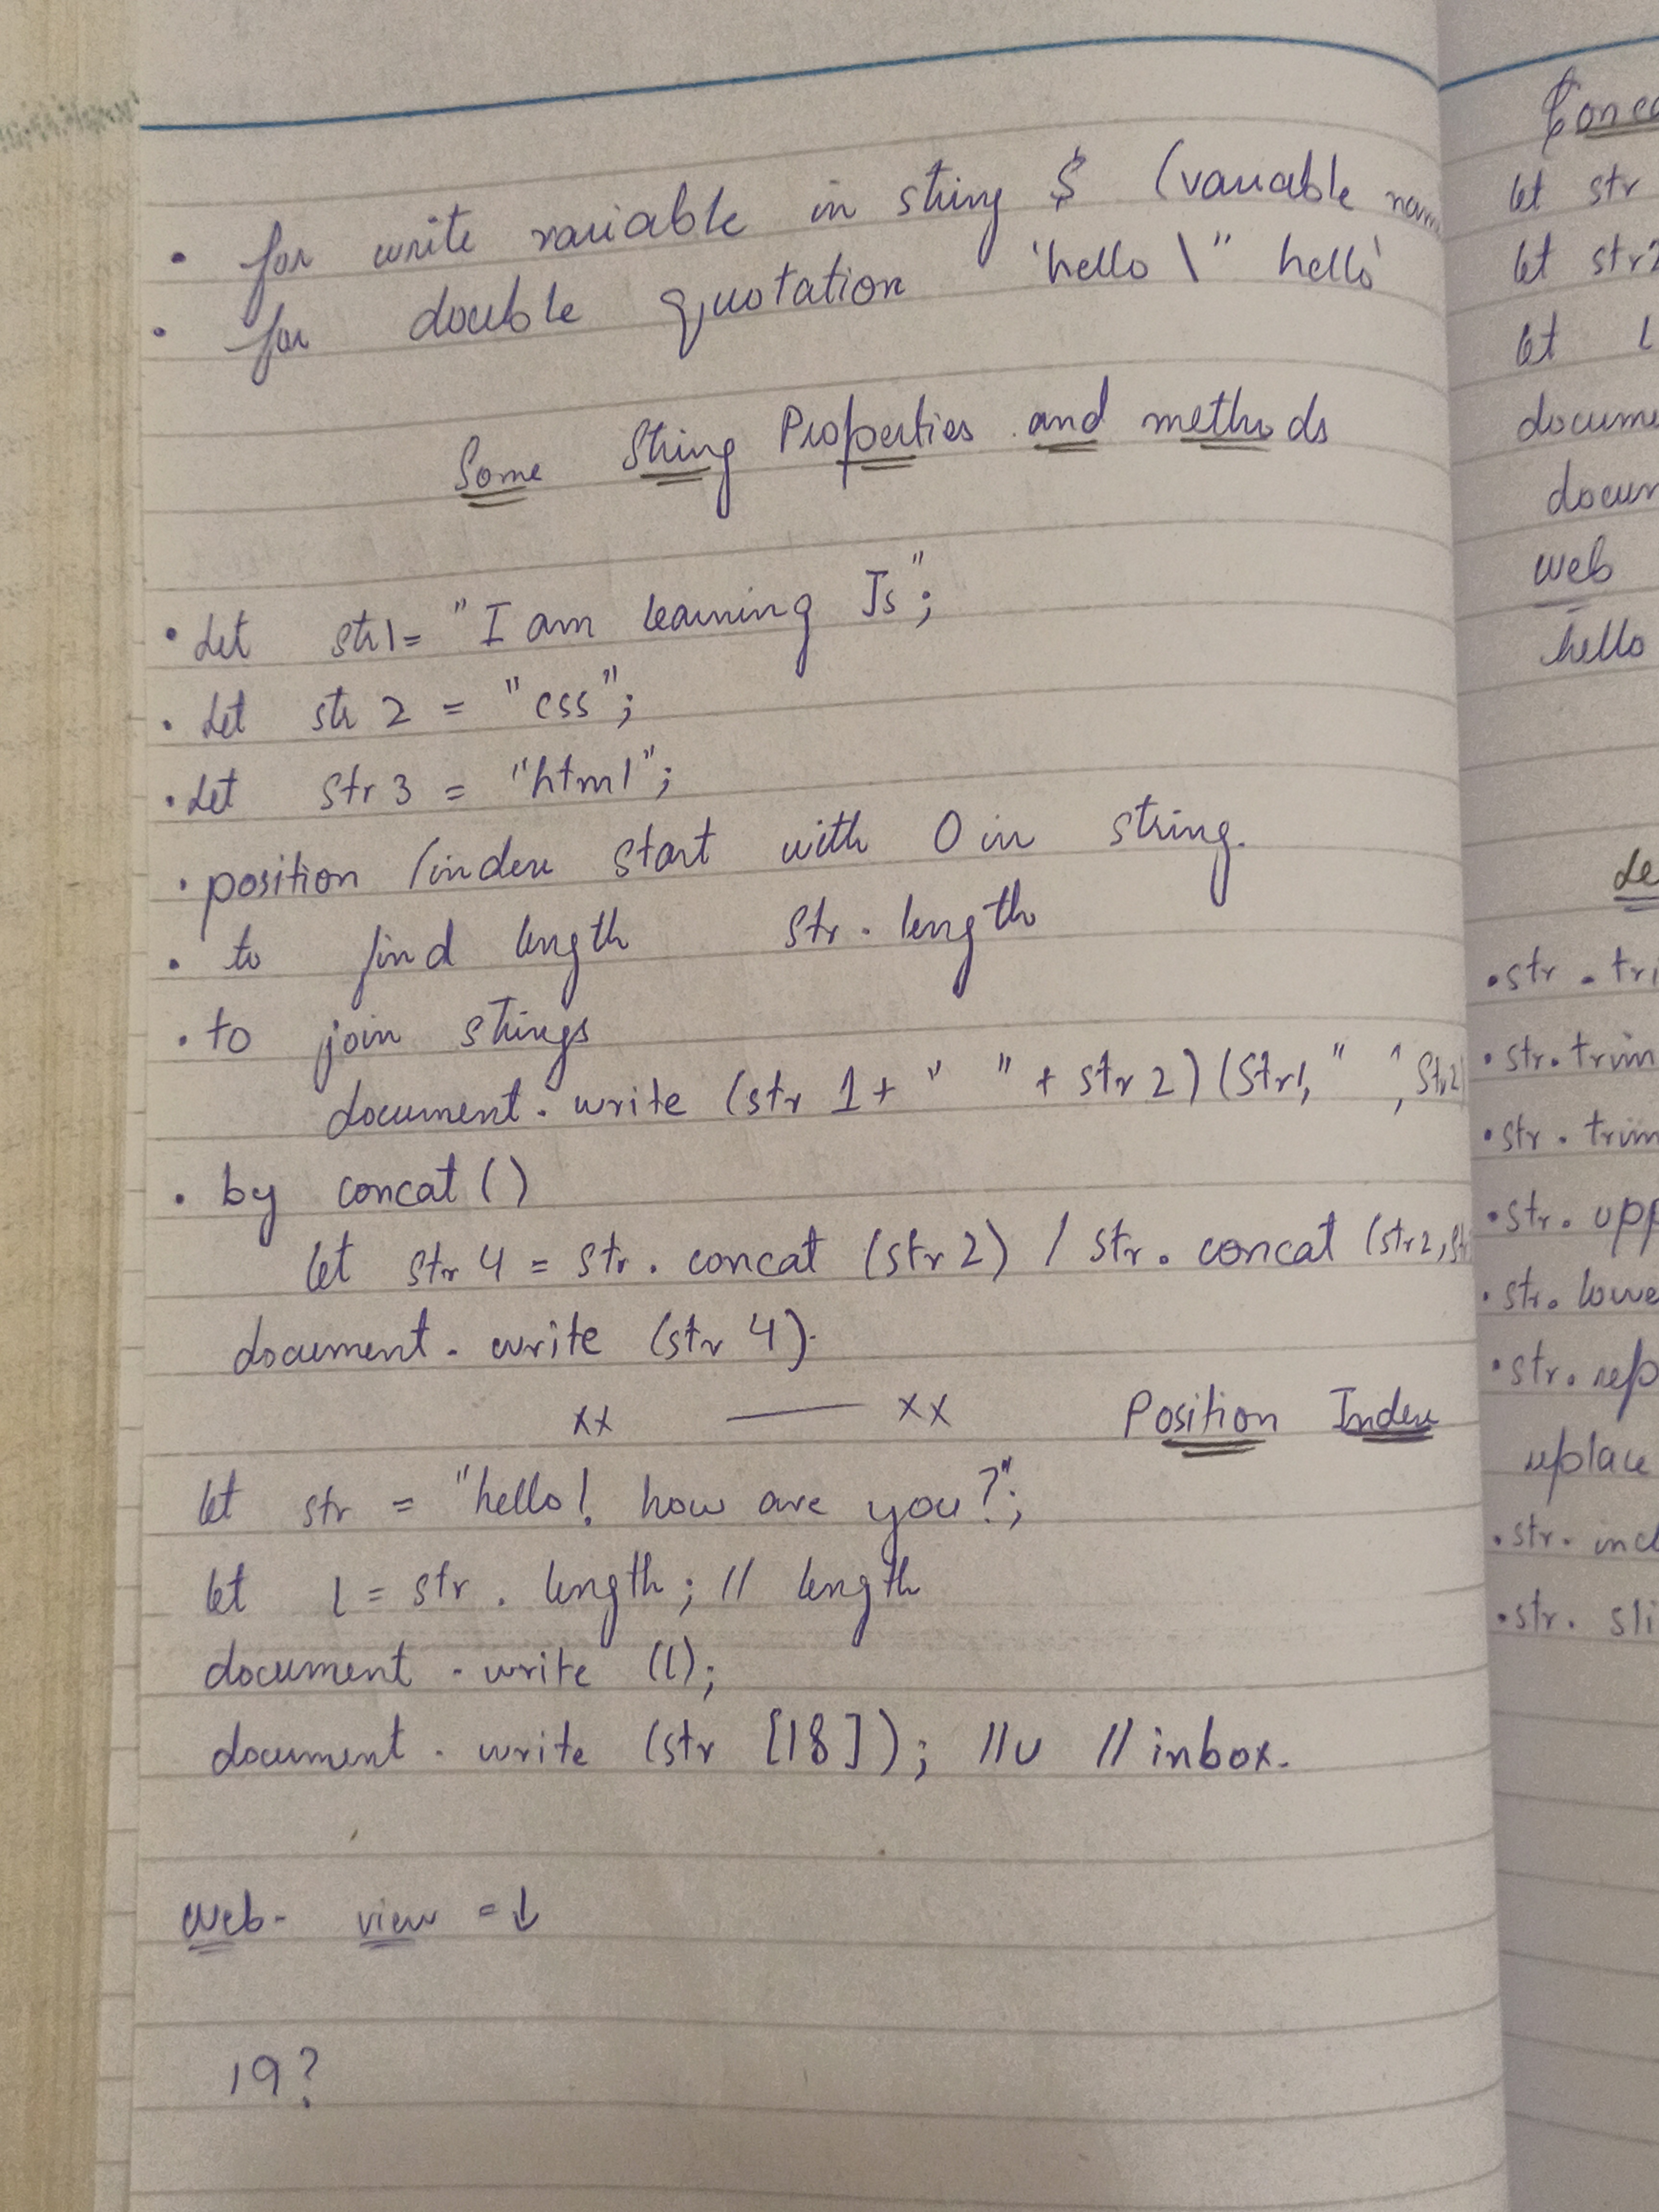 • for write variable in string $ (variable nam
• for double quotation 'hello \" hello'
Some String Properties and methods
• Let str1= "I am learning Js";
• Let str 2 = "css";
• Let str 3 = "html";
• position / index start with 0 in string.
• to find length str . length
• to join strings
document . write (str 1 + " " + str 2) (str1, " ", str2)
• by concat ()
let str 4 = str . concat (str 2) / str . concat (str2, st
document . write (str 4).
xx —— xx Position Index
let str = "hello! how are you?";
let l = str . length; // length
document . write (l);
document . write (str [18]); //u // inbox.
Web- view = ↓
19?
let str
let str2
let l
docume
docum
web
hello
Le
• str . tri
• str. trim
• str . trim
• str. upp
• str. lowe
• str. rep
replace
• str. incl
• str. sli